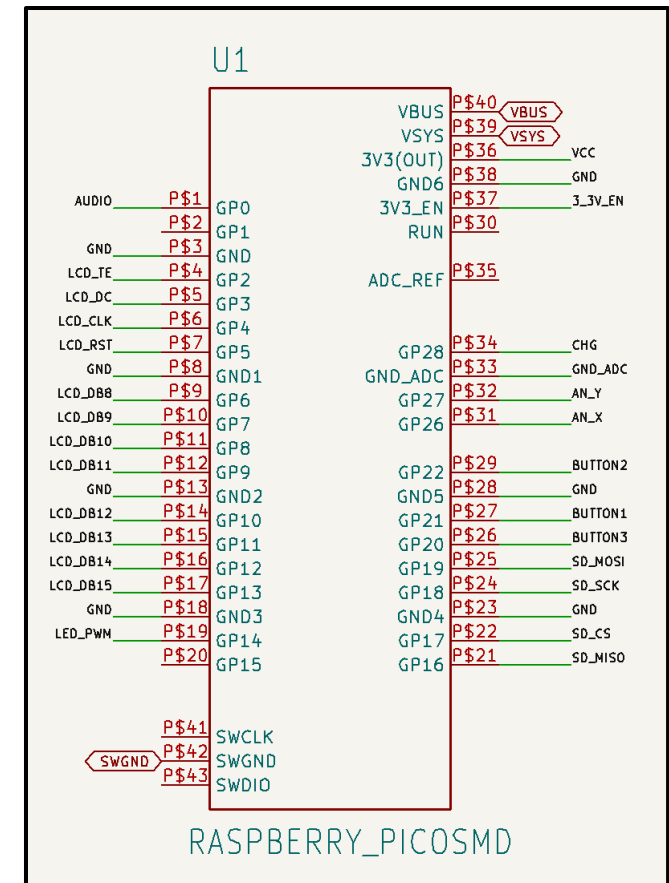 U1
VBUS P$40 VBUS
VSYS P$39 VSYS
3V3(OUT) P$36 VCC
GND6 P$38 GND
AUDIO P$1 GP0 3V3_EN P$37 3_3V_EN
P$2 GP1 RUN P$30
GND P$3 GND
LCD_TE P$4 GP2 ADC_REF P$35
LCD_DC P$5 GP3
LCD_CLK P$6 GP4
LCD_RST P$7 GP5 GP28 P$34 CHG
GND P$8 GND1 GND_ADC P$33 GND_ADC
LCD_DB8 P$9 GP6 GP27 P$32 AN_Y
LCD_DB9 P$10 GP7 GP26 P$31 AN_X
LCD_DB10 P$11 GP8
LCD_DB11 P$12 GP9 GP22 P$29 BUTTON2
GND P$13 GND2 GND5 P$28 GND
LCD_DB12 P$14 GP10 GP21 P$27 BUTTON1
LCD_DB13 P$15 GP11 GP20 P$26 BUTTON3
LCD_DB14 P$16 GP12 GP19 P$25 SD_MOSI
LCD_DB15 P$17 GP13 GP18 P$24 SD_SCK
GND P$18 GND3 GND4 P$23 GND
LED_PWM P$19 GP14 GP17 P$22 SD_CS
P$20 GP15 GP16 P$21 SD_MISO
P$41 SWCLK
SWGND P$42 SWGND
P$43 SWDIO
RASPBERRY_PICOSMD